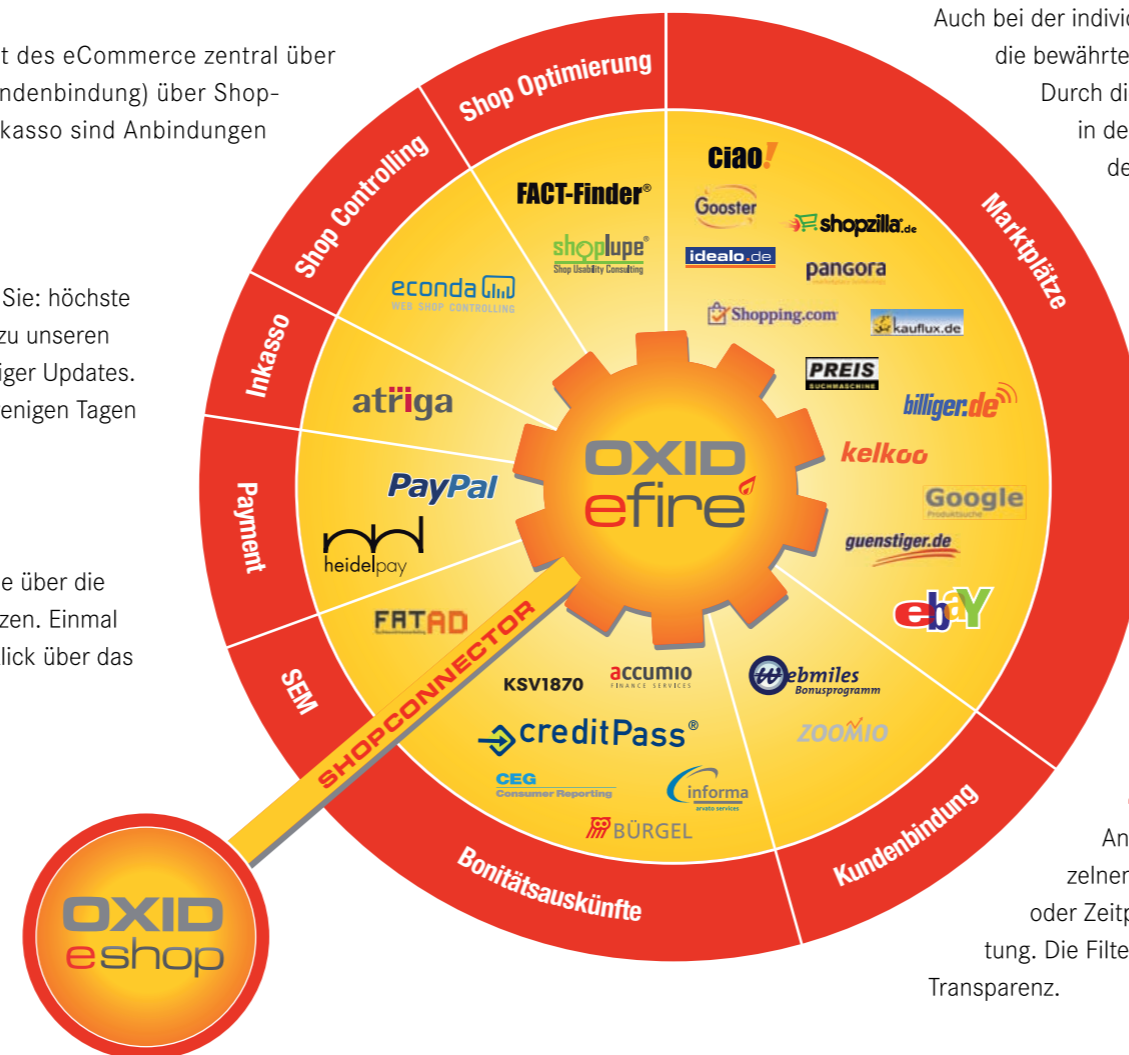 t des eCommerce zentral über
ndenbindung) über Shop-
kasso sind Anbindungen
Sie: höchste
zu unseren
iger Updates.
enigen Tagen
e über die
zen. Einmal
lick über das
Auch bei der individ
die bewährte
Durch di
in de
de
Shop Optimierung
FACT-Finder®
shoplupe®
Shop Usability Consulting
Shop Controlling
econda
WEB SHOP CONTROLLING
Inkasso
atriga
Payment
PayPal
heidelpay
SEM
FATAD
Marktplätze
ciao!
Gooster
shopzilla.de
idealo.de
pangora
Shopping.com
kauflux.de
PREIS
SUCHMASCHINE
billiger.de
kelkoo
Google
Produktsuche
guenstiger.de
ebaY
OXID
efire
SHOPCONNECTOR
Bonitätsauskünfte
KSV1870
accumio
FINANCE SERVICES
creditPass®
CEG
Consumer Reporting
informa
arvato services
BÜRGEL
Kundenbindung
Webmiles
Bonusprogramm
ZOOMIO
OXID
eshop
An
zelner
oder Zeitp
tung. Die Filte
Transparenz.